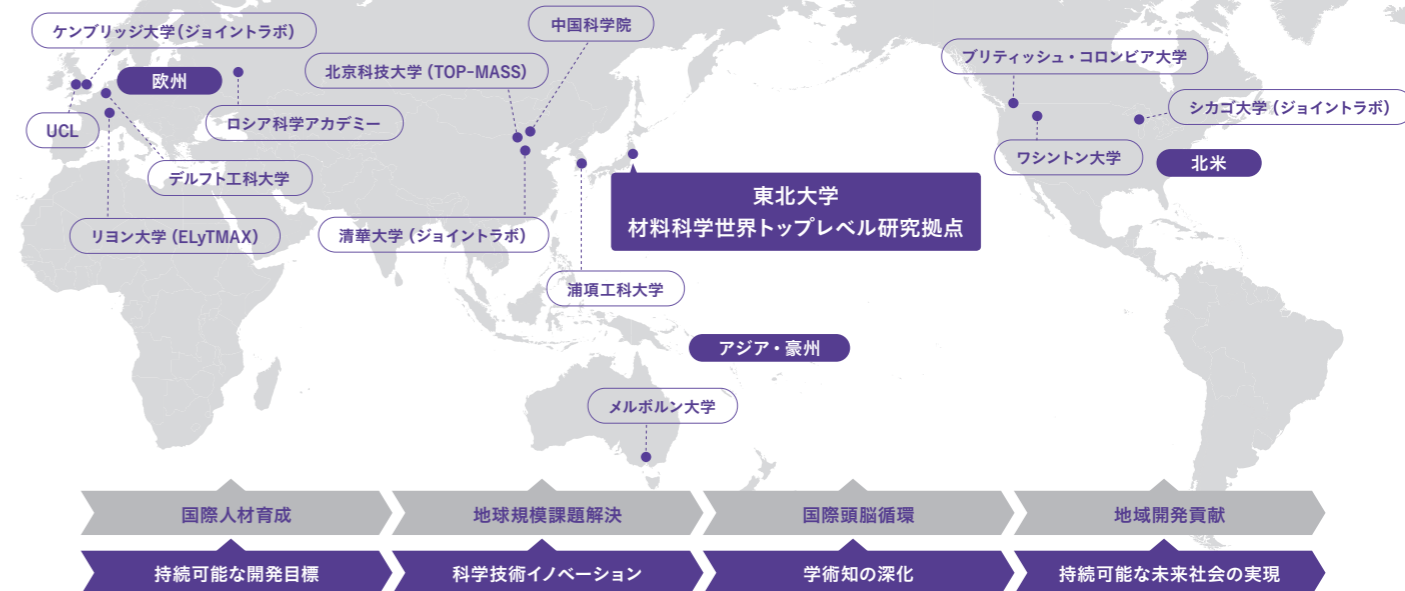 ケンブリッジ大学(ジョイントラボ)
中国科学院
北京科技大学(TOP-MASS)
欧州
ブリティッシュ・コロンビア大学
シカゴ大学(ジョイントラボ)
UCL
ロシア科学アカデミー
ワシントン大学
北米
デルフト工科大学
東北大学
材料科学世界トップレベル研究拠点
リヨン大学(ELyTMAX)
清華大学(ジョイントラボ)
浦項工科大学
アジア・豪州
メルボルン大学
国際人材育成
地球規模課題解決
国際頭脳循環
地域開発貢献
持続可能な開発目標
科学技術イノベーション
学術知の深化
持続可能な未来社会の実現